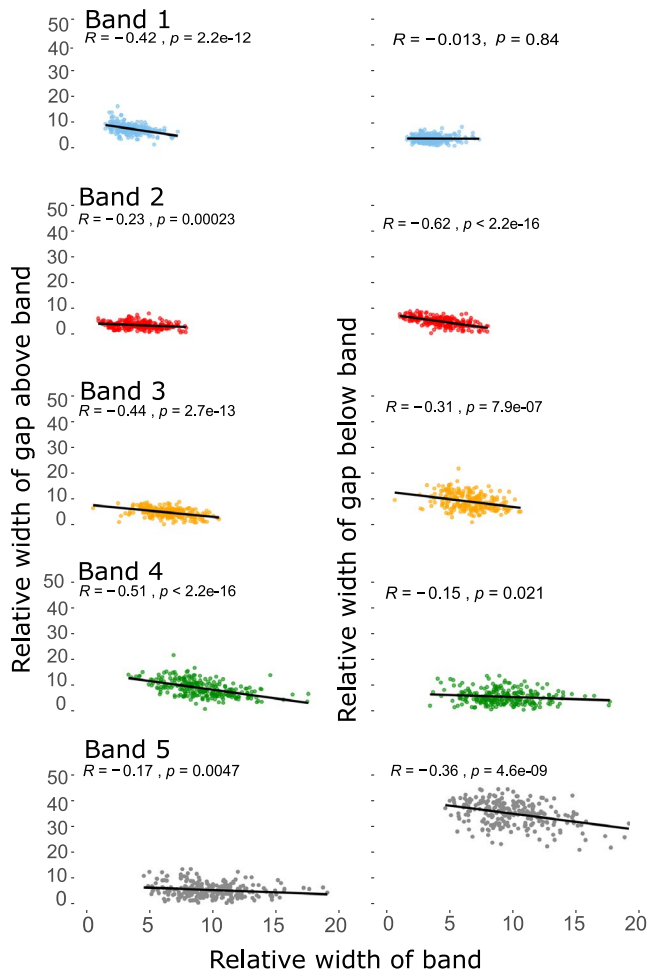 Band 1
R = −0.42 , p = 2.2e-12
R = −0.013, p = 0.84
50
40
30
20
10
0
Band 2
R = −0.23 , p = 0.00023
R = −0.62 , p < 2.2e-16
50
40
30
20
10
0
Band 3
R = −0.44 , p = 2.7e-13
R = −0.31 , p = 7.9e-07
50
40
30
20
10
0
Band 4
R = −0.51 , p < 2.2e-16
R = −0.15 , p = 0.021
50
40
30
20
10
0
Band 5
R = −0.17 , p = 0.0047
R = −0.36 , p = 4.6e-09
50
40
30
20
10
0
0 5 10 15 20
0 5 10 15 20
Relative width of gap above band
Relative width of gap below band
Relative width of band